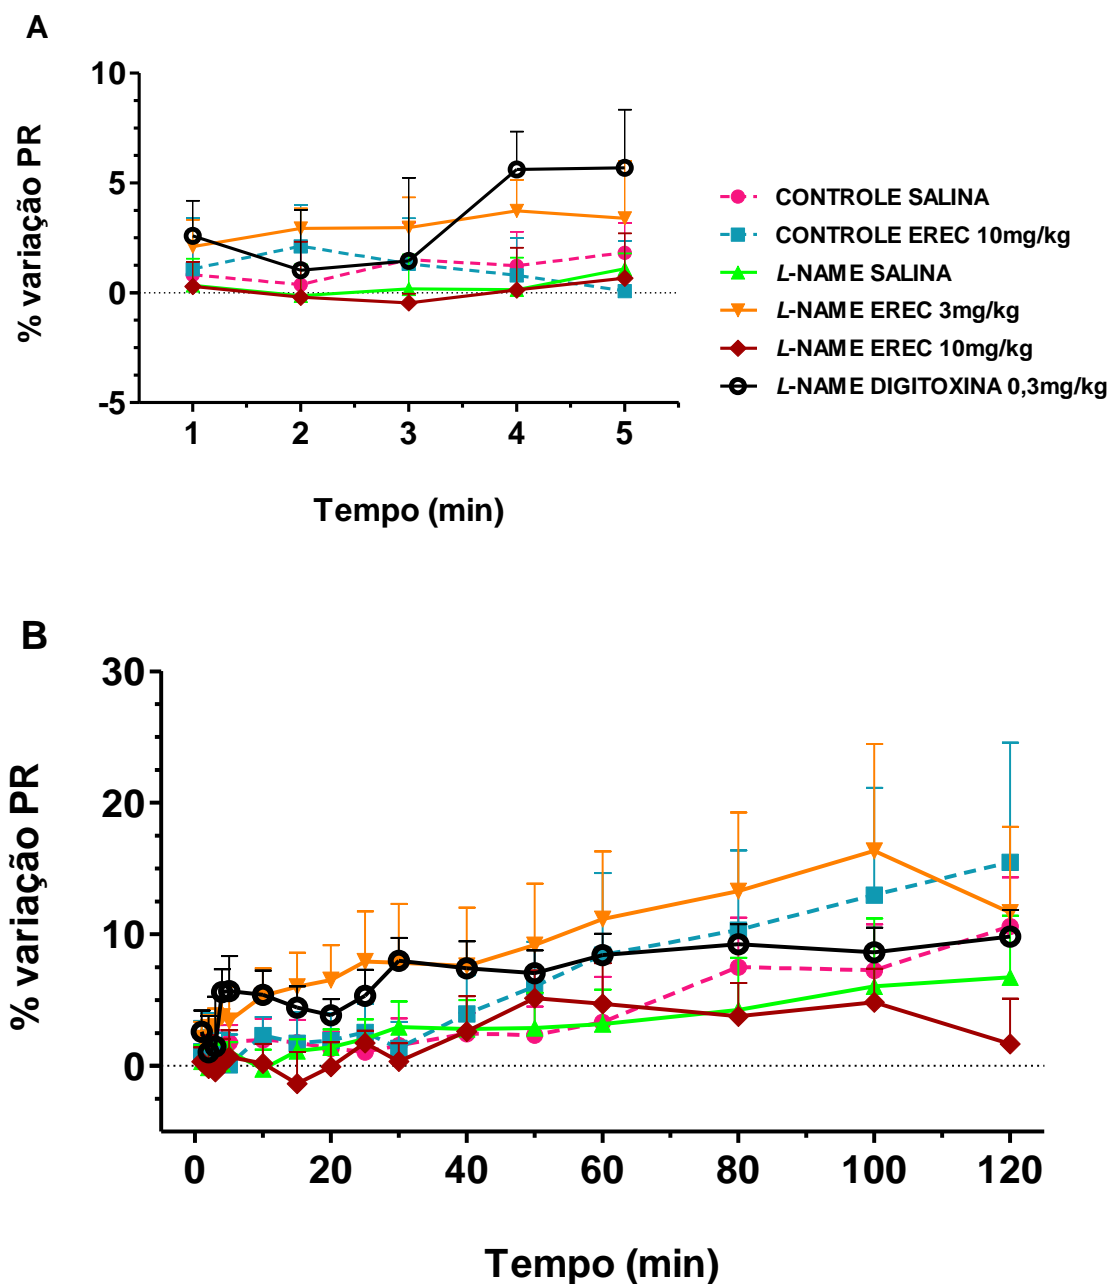 A
% variação PR
10
5
0
-5
1 2 3 4 5
Tempo (min)
CONTROLE SALINA
CONTROLE EREC 10mg/kg
L-NAME SALINA
L-NAME EREC 3mg/kg
L-NAME EREC 10mg/kg
L-NAME DIGITOXINA 0,3mg/kg
B
% variação PR
30
20
10
0
0 20 40 60 80 100 120
Tempo (min)